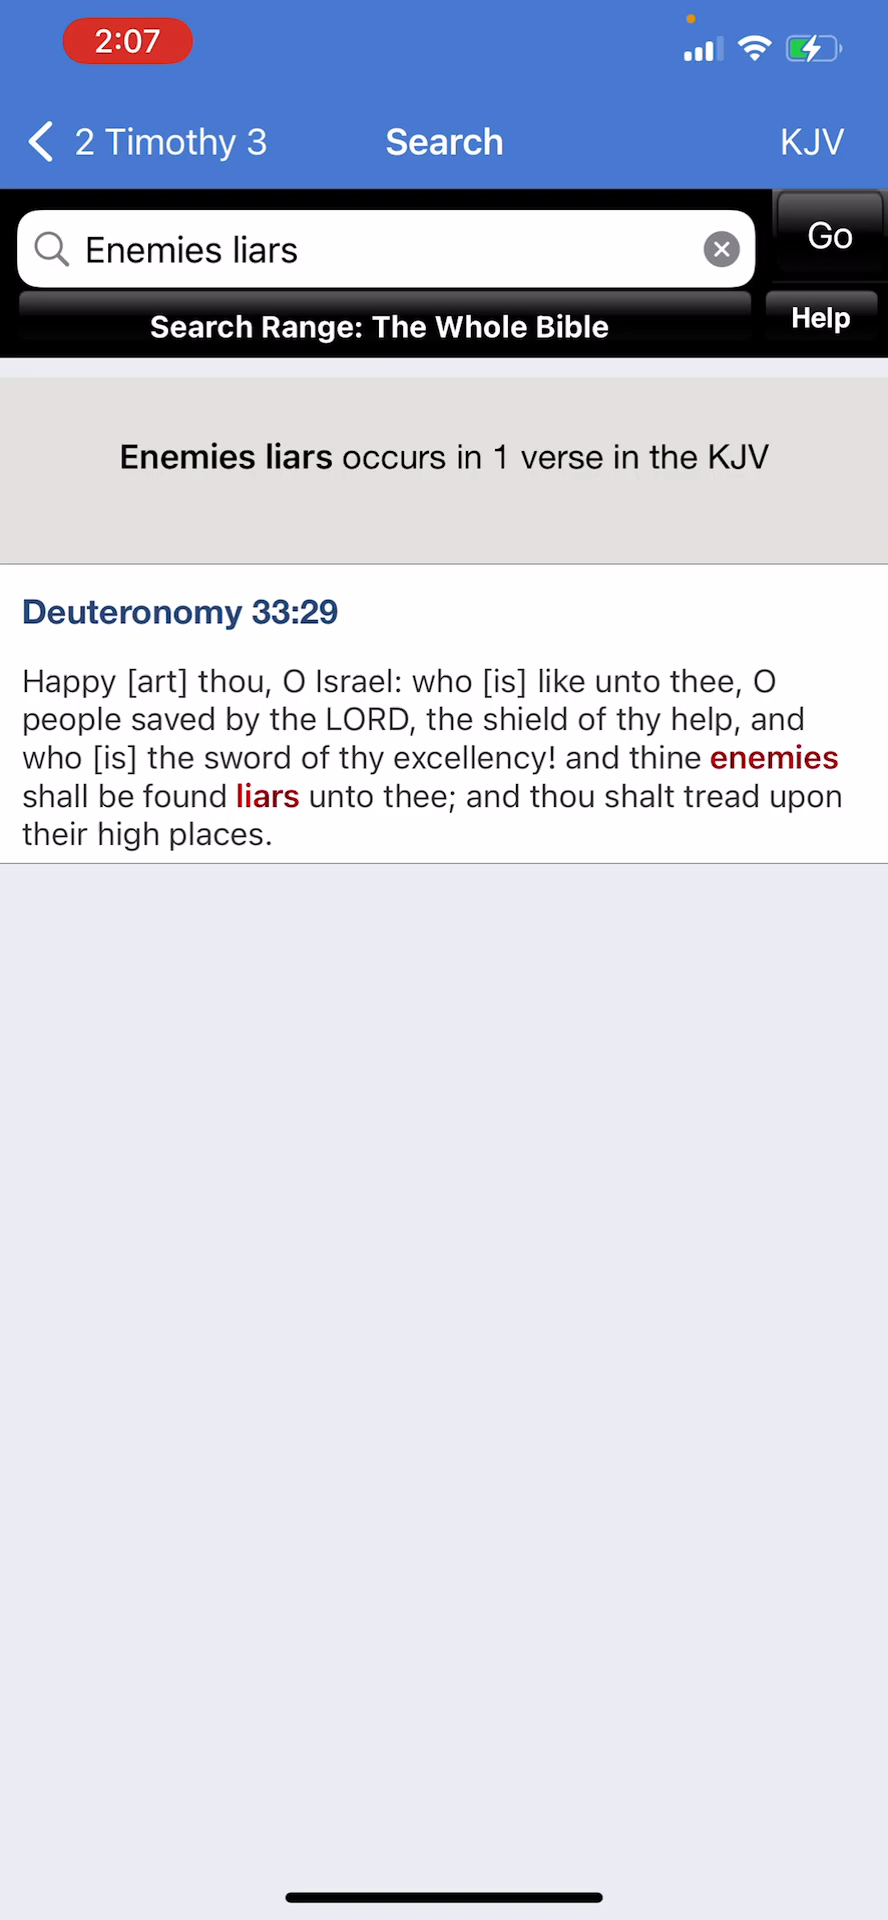 2:07
2 Timothy 3 Search KJV
Enemies liars Go
Search Range: The Whole Bible Help
Enemies liars occurs in 1 verse in the KJV
Deuteronomy 33:29
Happy [art] thou, O Israel: who [is] like unto thee, O
people saved by the LORD, the shield of thy help, and
who [is] the sword of thy excellency! and thine enemies
shall be found liars unto thee; and thou shalt tread upon
their high places.